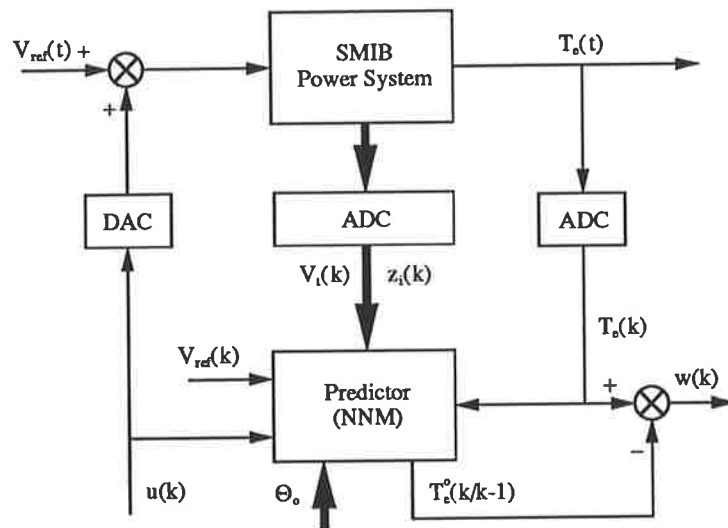 V_ref(t) +
SMIB
Power System
T_e(t)
+
DAC
ADC
ADC
V_t(k) z_i(k)
T_e(k)
V_ref(k)
Predictor
(NNM)
+
w(k)
−
u(k)
Θ_o
T_e^o(k/k-1)